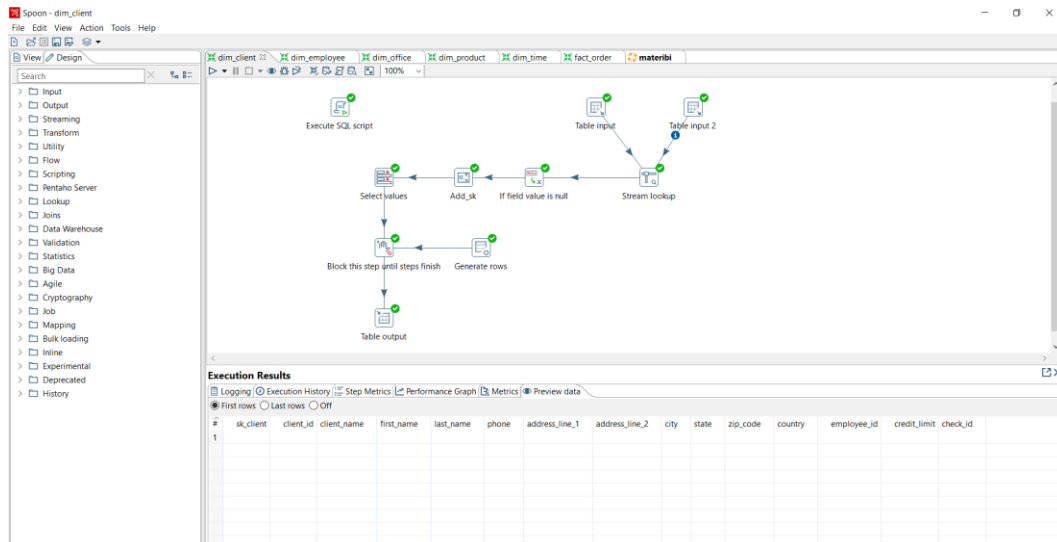 Spoon - dim_client
File Edit View Action Tools Help
View Design
dim_client dim_employee dim_office dim_product dim_time fact_order materibi
Search
100%
Input
Output
Streaming
Transform
Utility
Flow
Scripting
Pentaho Server
Lookup
Joins
Data Warehouse
Validation
Statistics
Big Data
Agile
Cryptography
Job
Mapping
Bulk loading
Inline
Experimental
Deprecated
History
Execute SQL script
Table input
Table input 2
Select values
Add_sk
If field value is null
Stream lookup
Block this step until steps finish
Generate rows
Table output
Execution Results
Logging Execution History Step Metrics Performance Graph Metrics Preview data
First rows Last rows Off
# sk_client client_id client_name first_name last_name phone address_line_1 address_line_2 city state zip_code country employee_id credit_limit check_id
1